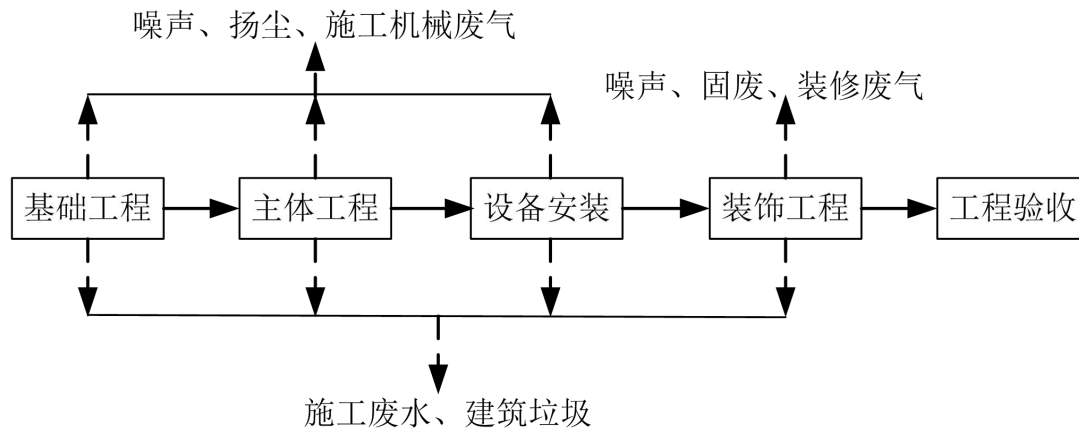 噪声、扬尘、施工机械废气
噪声、固废、装修废气
基础工程
主体工程
设备安装
装饰工程
工程验收
施工废水、建筑垃圾